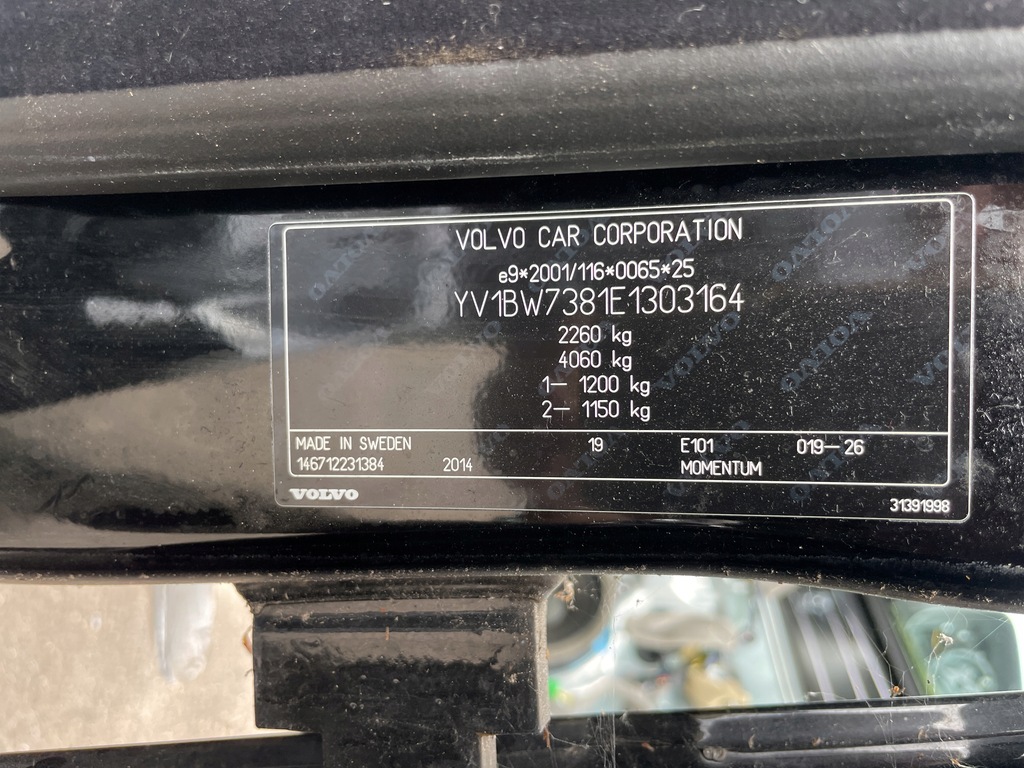 VOLVO CAR CORPORATION
e9*2001/116*0065*25
YV1BW7381E1303164
2260 kg
4060 kg
1— 1200 kg
2— 1150 kg
MADE IN SWEDEN 19 E101 019—26
146712231384 2014 MOMENTUM
VOLVO 31391998